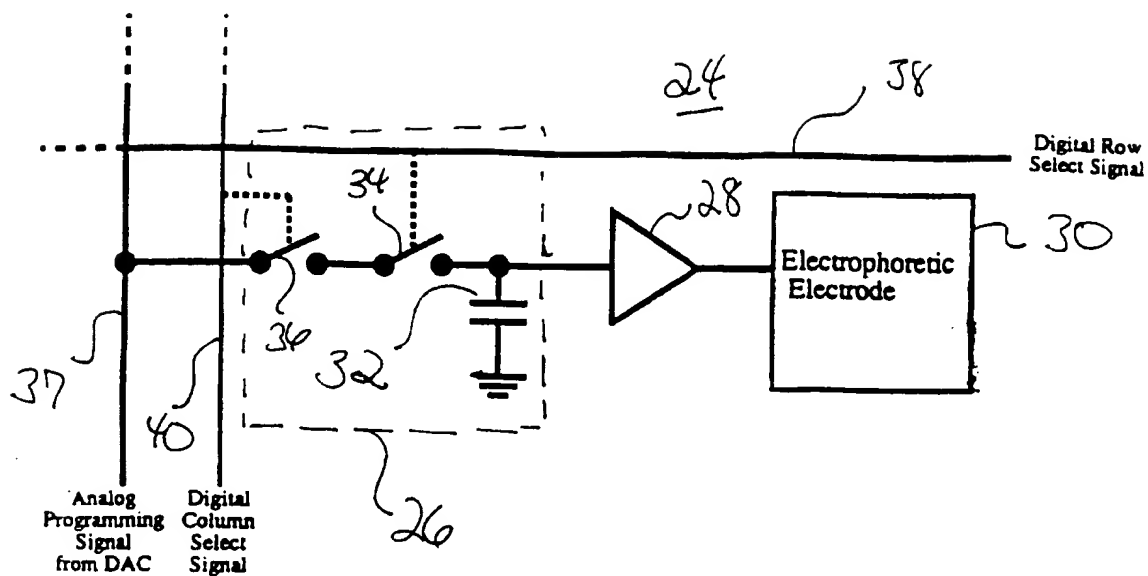 24
38
Digital Row
Select Signal
34
28
30
Electrophoretic
Electrode
36
32
37
40
26
Analog
Programming
Signal
from DAC
Digital
Column
Select
Signal